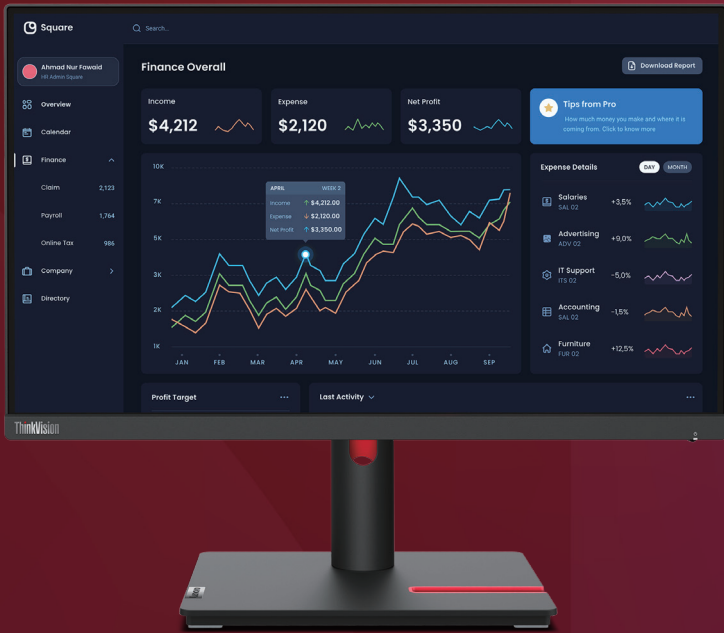 Square
Search...
Ahmad Nur Fawaid
HR Admin Square
Overview
Calendar
Finance
Claim 2,123
Payroll 1,764
Online Tax 986
Company
Directory
Finance Overall
Download Report
Income
$4,212
Expense
$2,120
Net Profit
$3,350
Tips from Pro
How much money you make and where it is
coming from. Click to know more
10K
7K
5K
3K
2K
1K
APRIL WEEK 2
Income $4,212.00
Expense $2,120.00
Net Profit $3,350.00
JAN FEB MAR APR MAY JUN JUL AUG SEP
Expense Details DAY MONTH
Salaries +3,5%
SAL 02
Advertising +9,0%
ADV 02
IT Support -5,0%
ITS 02
Accounting -1,5%
SAL 02
Furniture +12,5%
FUR 02
Profit Target ...
Last Activity ...
ThinkVision